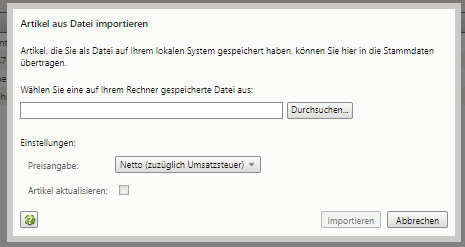 Artikel aus Datei importieren
Artikel, die Sie als Datei auf Ihrem lokalen System gespeichert haben, können Sie hier in die Stammdaten
übertragen.
Wählen Sie eine auf Ihrem Rechner gespeicherte Datei aus:
Durchsuchen...
Einstellungen:
Preisangabe: Netto (zuzüglich Umsatzsteuer)
Artikel aktualisieren:
Importieren Abbrechen